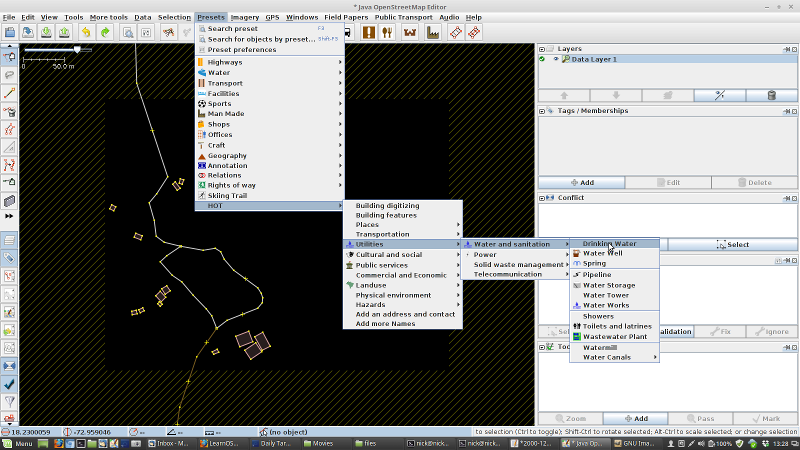 * Java OpenStreetMap Editor
File Edit View Tools More tools Data Selection Presets Imagery GPS Windows Field Papers Public Transport Audio Help
Search preset F3
Search for objects by preset... Shift-F3
Preset preferences
Highways
Water
Transport
Facilities
Sports
Man Made
Shops
Offices
Craft
Geography
Annotation
Relations
Rights of way
Skiing Trail
HOT
Building digitizing
Building features
Places
Transportation
Utilities
Cultural and social
Public services
Commercial and Economic
Landuse
Physical environment
Hazards
Add an address and contact
Add more Names
Water and sanitation
Power
Solid waste management
Telecommunication
Drinking Water
Water Well
Spring
Pipeline
Water Storage
Water Tower
Water Works
Showers
Toilets and latrines
Wastewater Plant
Watermill
Water Canals
0
50.0 m
Layers
Data Layer 1
Tags / Memberships
Add Edit Delete
Conflict
Select
Validation Fix Ignore
Zoom Add Pass Mark
18.2300059 -72.959046 (no object)
to selection (Ctrl to toggle); Shift-Ctrl to rotate selected; Alt-Ctrl to scale selected; or change selection
Menu Inbox - M... LearnOS... Daily Tar... Movies files nick@nick... nick@nick... *2000-12... * Java Op... GNU Ima... 100% 13:28